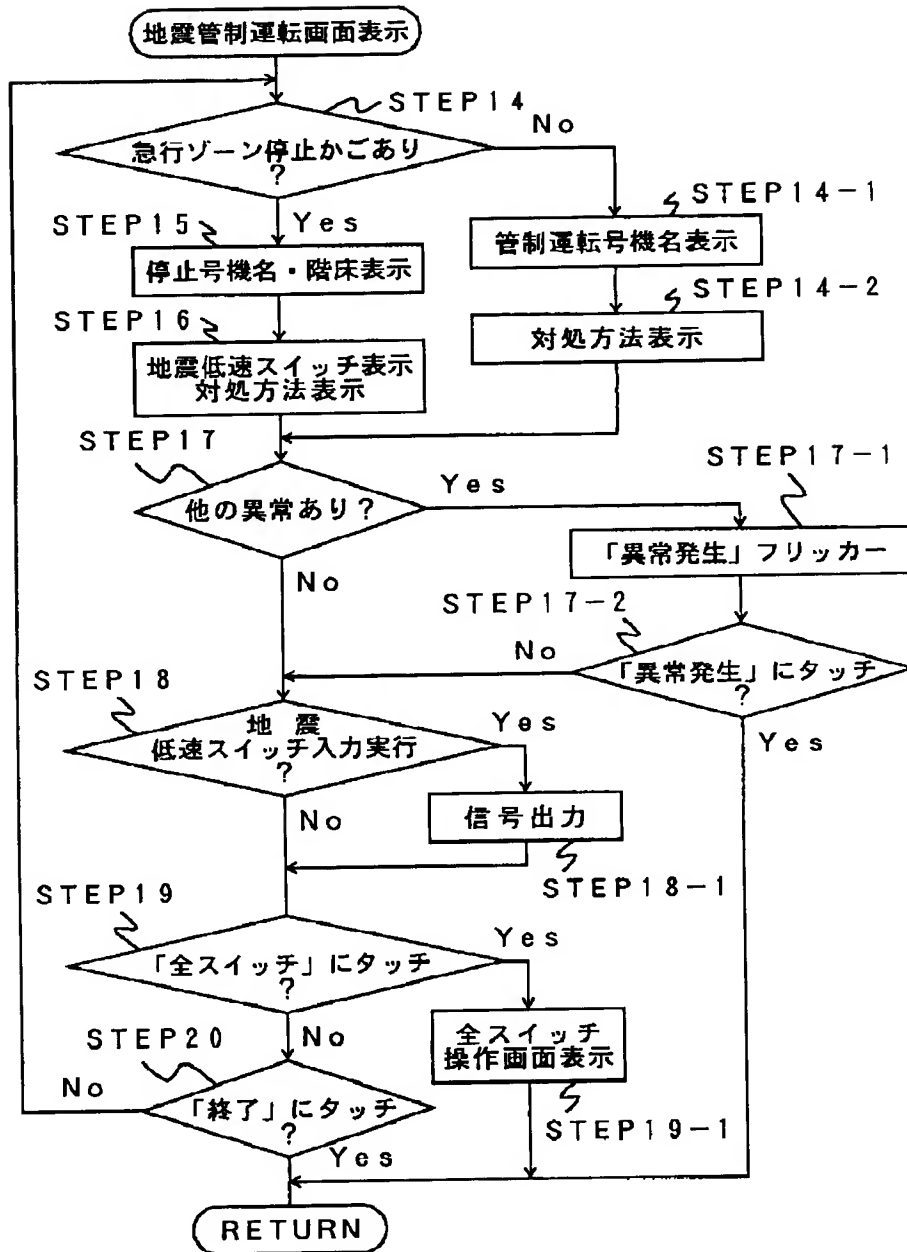 地震管制運転画面表示
STEP14
急行ゾーン停止かごあり
?
No
Yes
STEP14-1
管制運転号機名表示
STEP15
停止号機名・階床表示
STEP14-2
対処方法表示
STEP16
地震低速スイッチ表示
対処方法表示
STEP17
他の異常あり?
Yes
No
STEP17-1
「異常発生」フリッカー
STEP17-2
「異常発生」にタッチ
?
No
Yes
STEP18
地 震
低速スイッチ入力実行
?
Yes
No
信号出力
STEP18-1
STEP19
「全スイッチ」にタッチ
?
Yes
No
全スイッチ
操作画面表示
STEP19-1
STEP20
「終了」にタッチ
?
No
Yes
RETURN